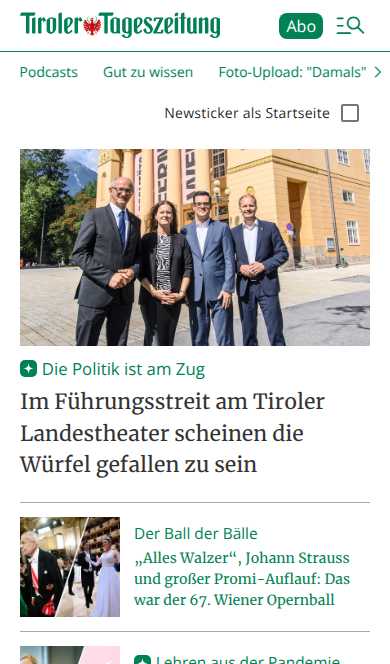 Tiroler Tageszeitung
Abo
Podcasts Gut zu wissen Foto-Upload: "Damals"
Newsticker als Startseite
Die Politik ist am Zug
Im Führungsstreit am Tiroler
Landestheater scheinen die
Würfel gefallen zu sein
Der Ball der Bälle
„Alles Walzer“, Johann Strauss
und großer Promi-Auflauf: Das
war der 67. Wiener Opernball
Lehren aus der Pandemie